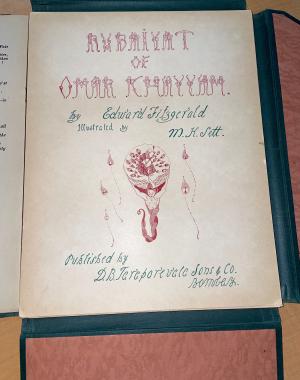 RUBAIYAT
OF
OMAR KHAYYAM.
By Edward Fitzgerald
Illustrated by M. K. Sett.
Published by
D. B. Taraporevala Sons & Co.
Bombay.